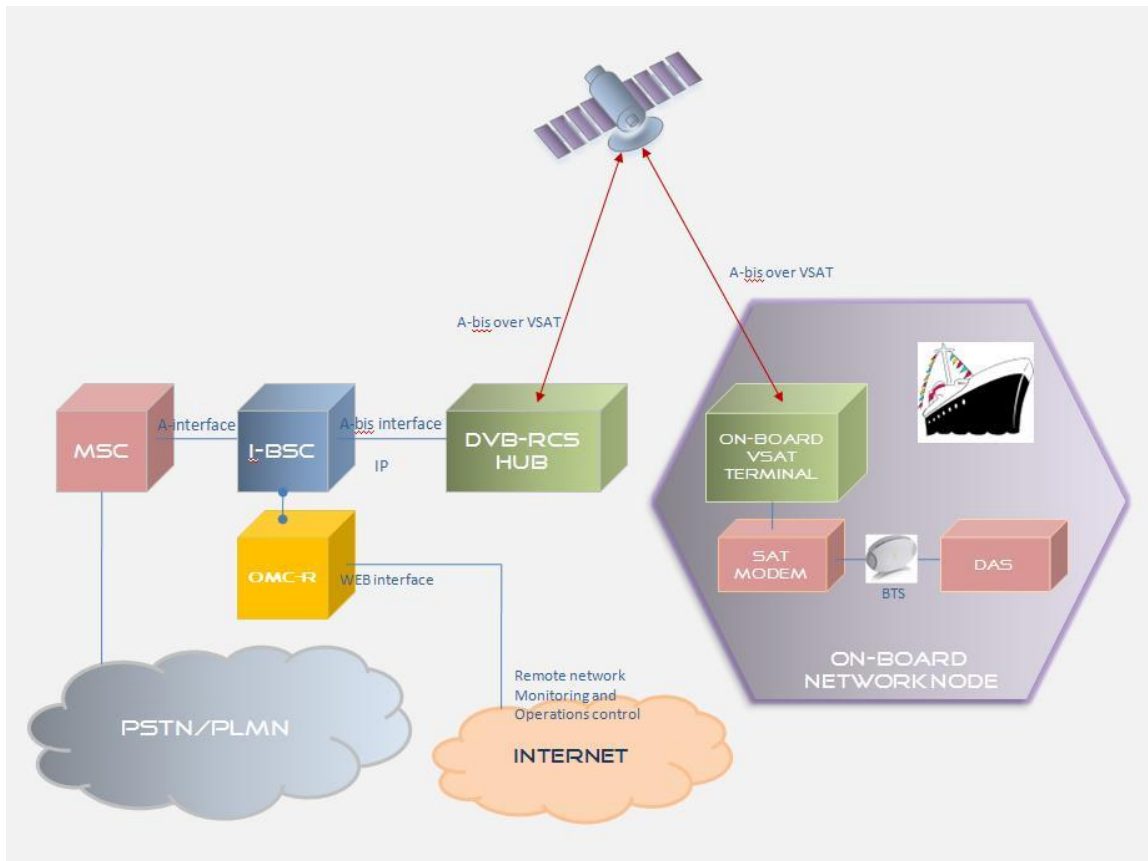 A-bis over VSAT
A-bis over VSAT
MSC
A-interface
I-BSC
A-bis interface
IP
DVB-RCS
HUB
ON-BOARD
VSAT
TERMINAL
OMC-R
WEB interface
SAT
MODEM
BTS
DAS
ON-BOARD
NETWORK NODE
PSTN/PLMN
Remote network
Monitoring and
Operations control
INTERNET